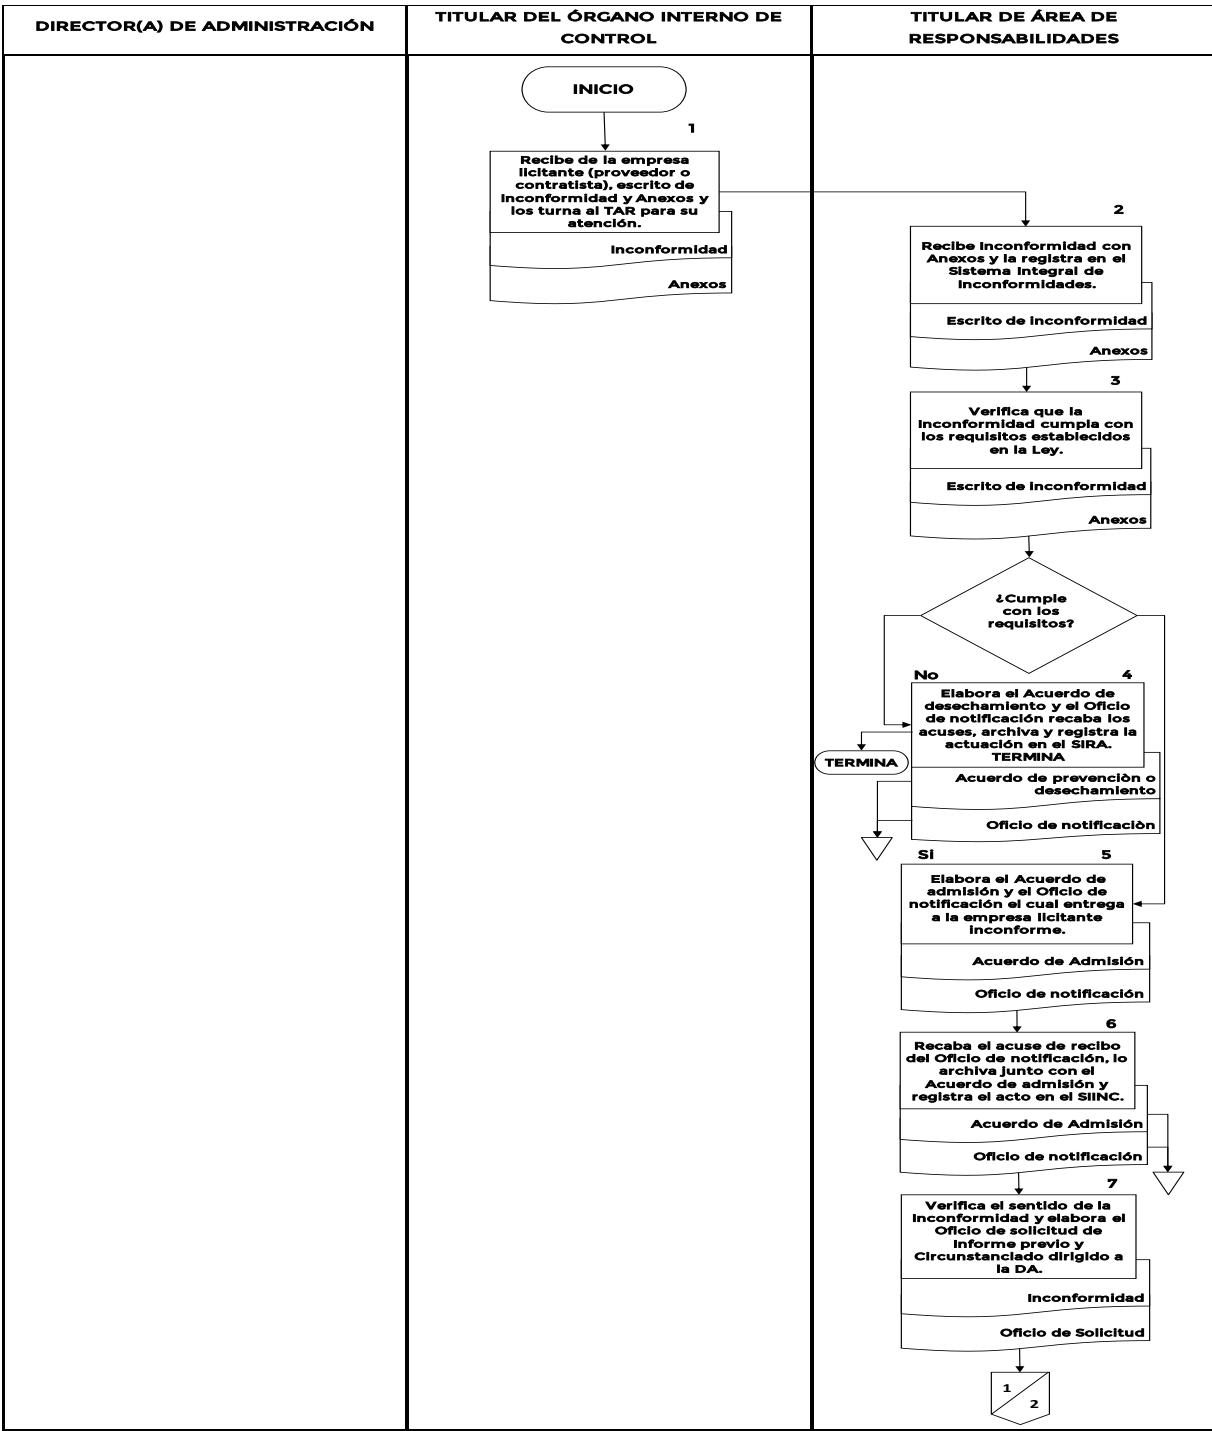 DIRECTOR(A) DE ADMINISTRACIÓN
TITULAR DEL ÓRGANO INTERNO DE
CONTROL
TITULAR DE ÁREA DE
RESPONSABILIDADES
INICIO
1
Recibe de la empresa
licitante (proveedor o
contratista), escrito de
Inconformidad y Anexos y
los turna al TAR para su
atención.
Inconformidad
Anexos
2
Recibe Inconformidad con
Anexos y la registra en el
Sistema Integral de
Inconformidades.
Escrito de inconformidad
Anexos
3
Verifica que la
Inconformidad cumpla con
los requisitos establecidos
en la Ley.
Escrito de inconformidad
Anexos
¿Cumple
con los
requisitos?
No
4
Elabora el Acuerdo de
desechamiento y el Oficio
de notificación recaba los
acuses, archiva y registra la
actuación en el SIRA.
TERMINA
TERMINA
Acuerdo de prevenciòn o
desechamiento
Oficio de notificaciòn
Si
5
Elabora el Acuerdo de
admisión y el Oficio de
notificación el cual entrega
a la empresa licitante
inconforme.
Acuerdo de Admisión
Oficio de notificación
6
Recaba el acuse de recibo
del Oficio de notificación, lo
archiva junto con el
Acuerdo de admisión y
registra el acto en el SIINC.
Acuerdo de Admisión
Oficio de notificación
7
Verifica el sentido de la
Inconformidad y elabora el
Oficio de solicitud de
Informe previo y
Circunstanciado dirigido a
la DA.
Inconformidad
Oficio de Solicitud
1
2